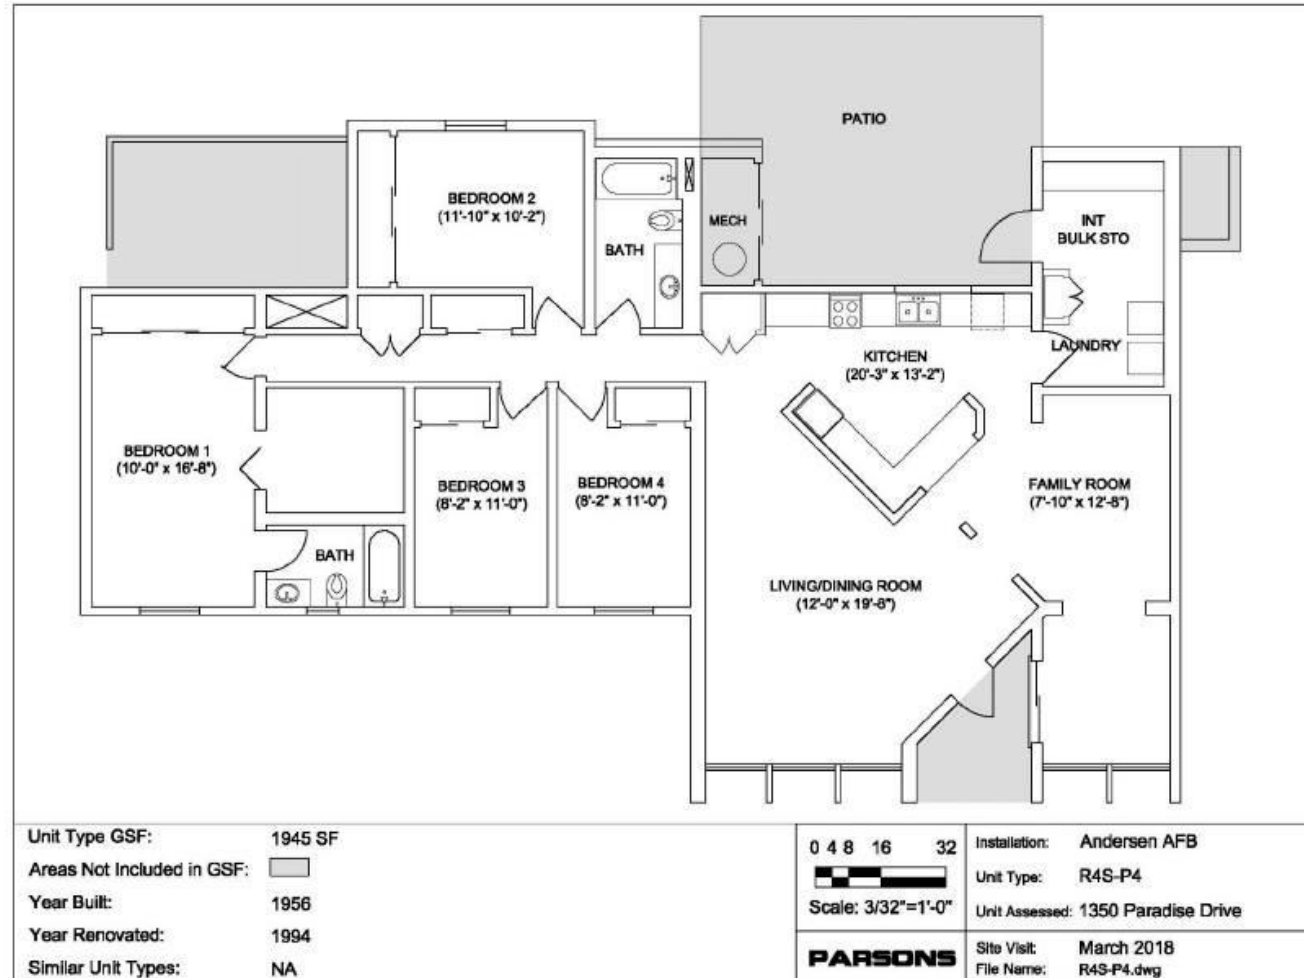 PATIO
BEDROOM 2
(11'-10" x 10'-2")
MECH
INT
BULK STO
BATH
LAUNDRY
KITCHEN
(20'-3" x 13'-2")
BEDROOM 1
(10'-0" x 16'-8")
BEDROOM 3
(8'-2" x 11'-0")
BEDROOM 4
(8'-2" x 11'-0")
FAMILY ROOM
(7'-10" x 12'-8")
BATH
LIVING/DINING ROOM
(12'-0" x 19'-8")
Unit Type GSF: 1945 SF
Areas Not Included in GSF:
Year Built: 1956
Year Renovated: 1994
Similar Unit Types: NA
0 4 8 16 32
Scale: 3/32"=1'-0"
PARSONS
Installation: Andersen AFB
Unit Type: R4S-P4
Unit Assessed: 1350 Paradise Drive
Site Visit: March 2018
File Name: R4S-P4.dwg